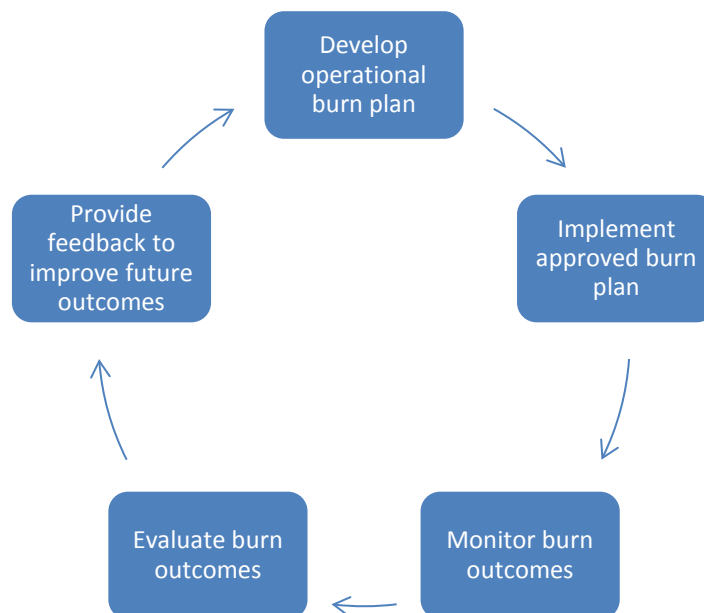 Develop
operational
burn plan
Implement
approved burn
plan
Monitor burn
outcomes
Evaluate burn
outcomes
Provide
feedback to
improve future
outcomes